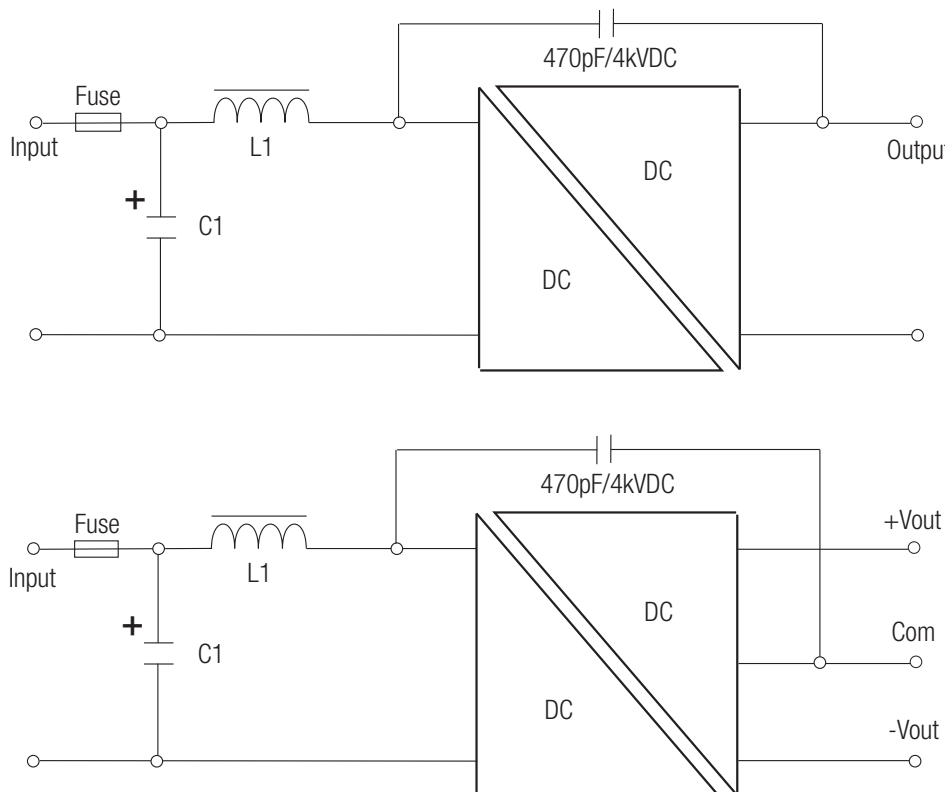 470pF/4kVDC
Fuse
Input
L1
Output
DC
+
C1
DC
470pF/4kVDC
Fuse
+Vout
Input
L1
DC
Com
+
C1
DC
-Vout